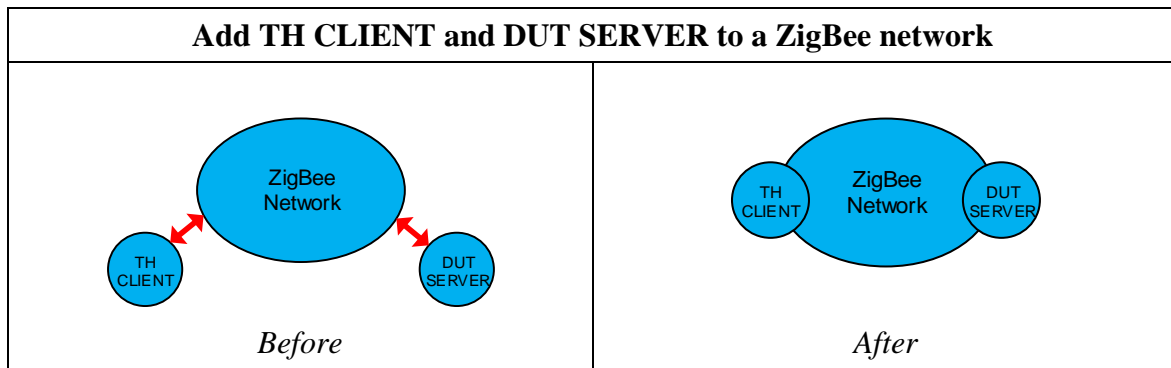 Add TH CLIENT and DUT SERVER to a ZigBee network
ZigBee
Network
TH
CLIENT
DUT
SERVER
Before
TH
CLIENT
ZigBee
Network
DUT
SERVER
After